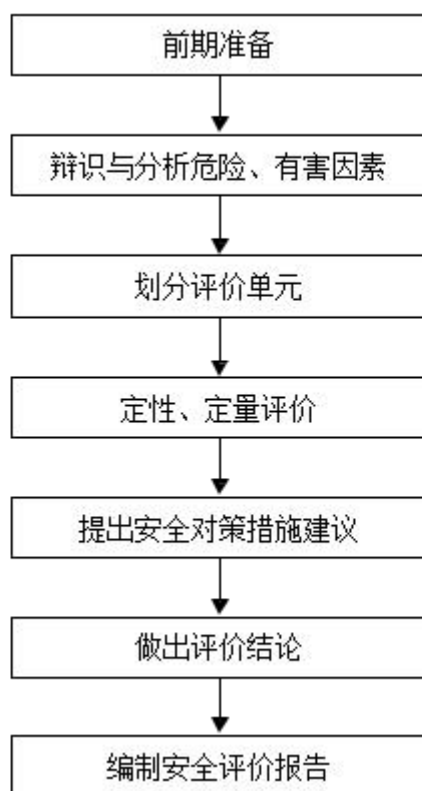 前期准备
辩识与分析危险、有害因素
划分评价单元
定性、定量评价
提出安全对策措施建议
做出评价结论
编制安全评价报告